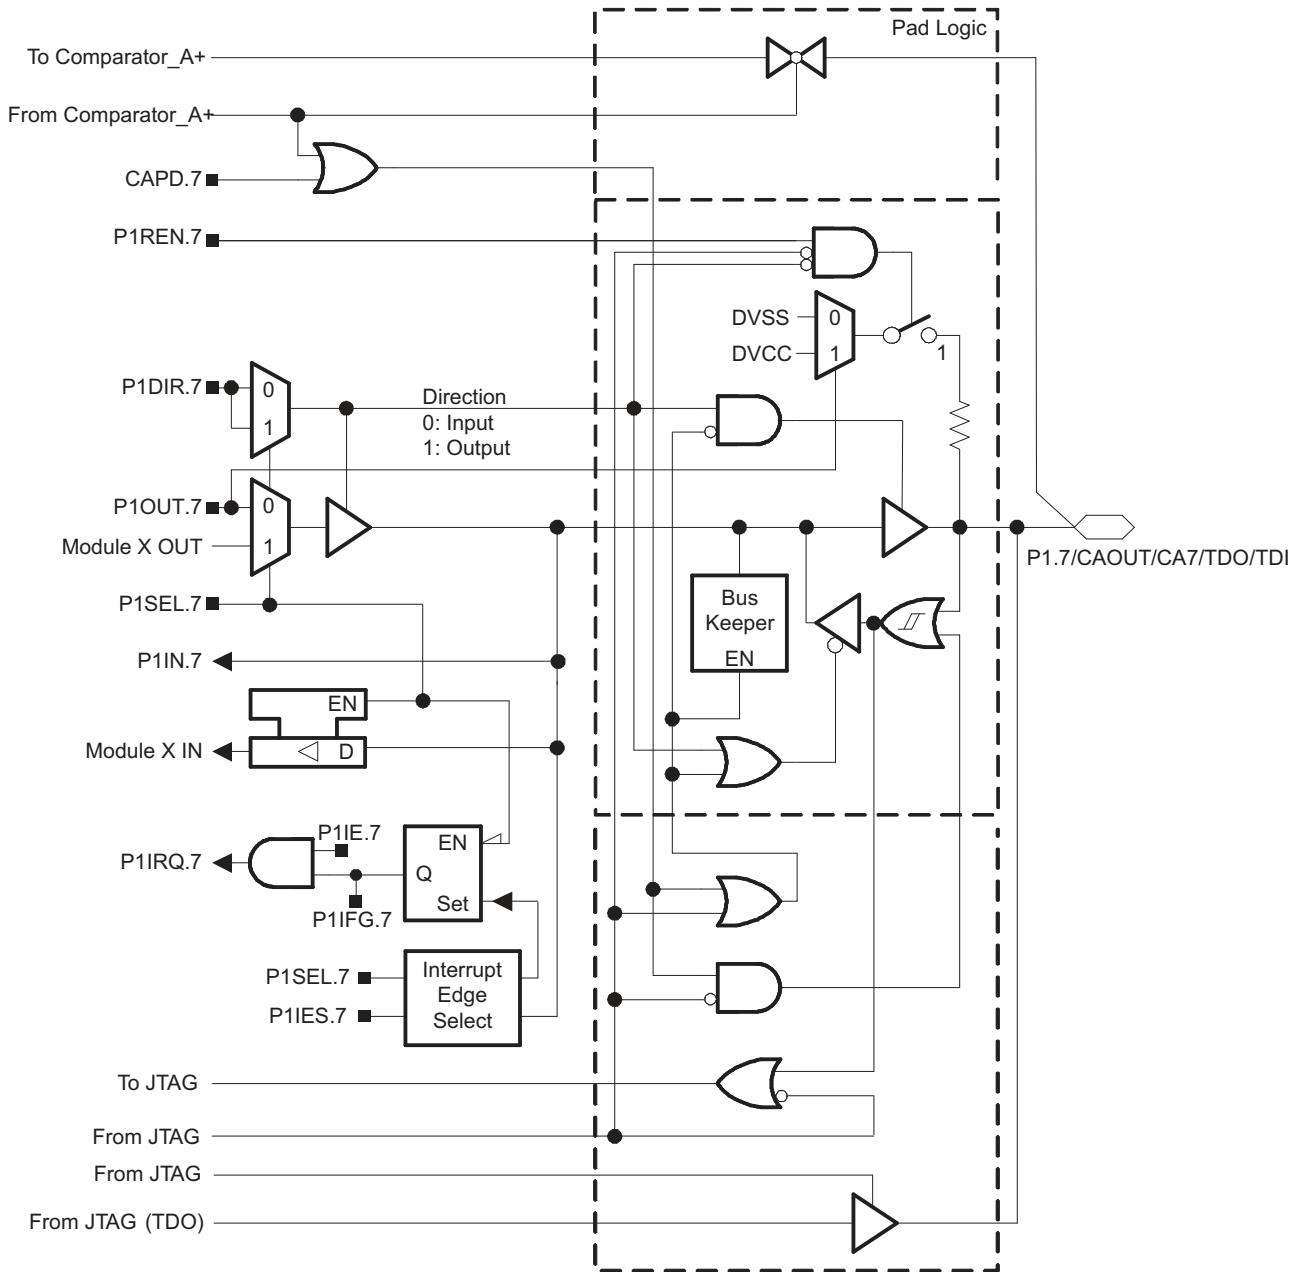 Pad Logic
To Comparator_A+
From Comparator_A+
CAPD.7
P1REN.7
DVSS
0
DVCC
1
1
P1DIR.7
0
1
Direction
0: Input
1: Output
P1OUT.7
0
Module X OUT
1
P1.7/CAOUT/CA7/TDO/TDI
P1SEL.7
Bus
Keeper
EN
P1IN.7
EN
Module X IN
D
P1IE.7
EN
P1IRQ.7
Q
P1IFG.7
Set
P1SEL.7
Interrupt
Edge
Select
P1IES.7
To JTAG
From JTAG
From JTAG
From JTAG (TDO)